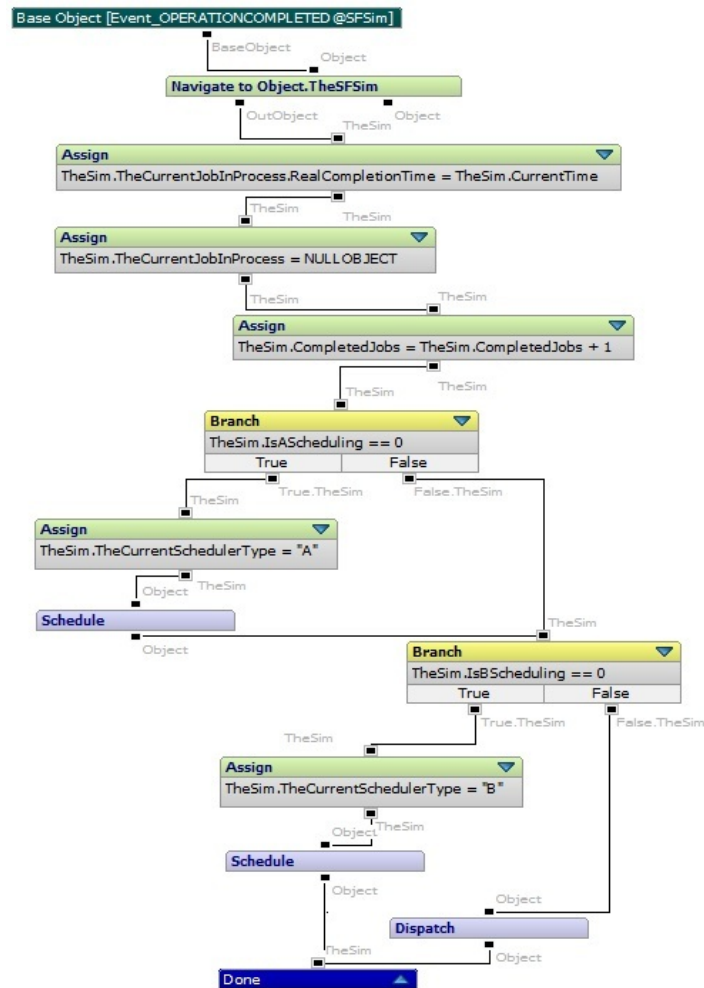 Base Object [Event_OPERATIONCOMPLETED@SFSim]
BaseObject
Object
Navigate to Object.TheSFSim
OutObject
Object
TheSim
Assign
TheSim.TheCurrentJobInProcess.RealCompletionTime = TheSim.CurrentTime
TheSim
TheSim
Assign
TheSim.TheCurrentJobInProcess = NULLOBJECT
TheSim
TheSim
Assign
TheSim.CompletedJobs = TheSim.CompletedJobs + 1
TheSim
TheSim
Branch
TheSim.IsAScheduling == 0
True
False
True.TheSim
False.TheSim
TheSim
Assign
TheSim.TheCurrentSchedulerType = "A"
TheSim
Object
Schedule
Object
TheSim
Branch
TheSim.IsBScheduling == 0
True
False
True.TheSim
False.TheSim
TheSim
Assign
TheSim.TheCurrentSchedulerType = "B"
TheSim
Object
Schedule
Object
Object
Dispatch
Object
TheSim
Done